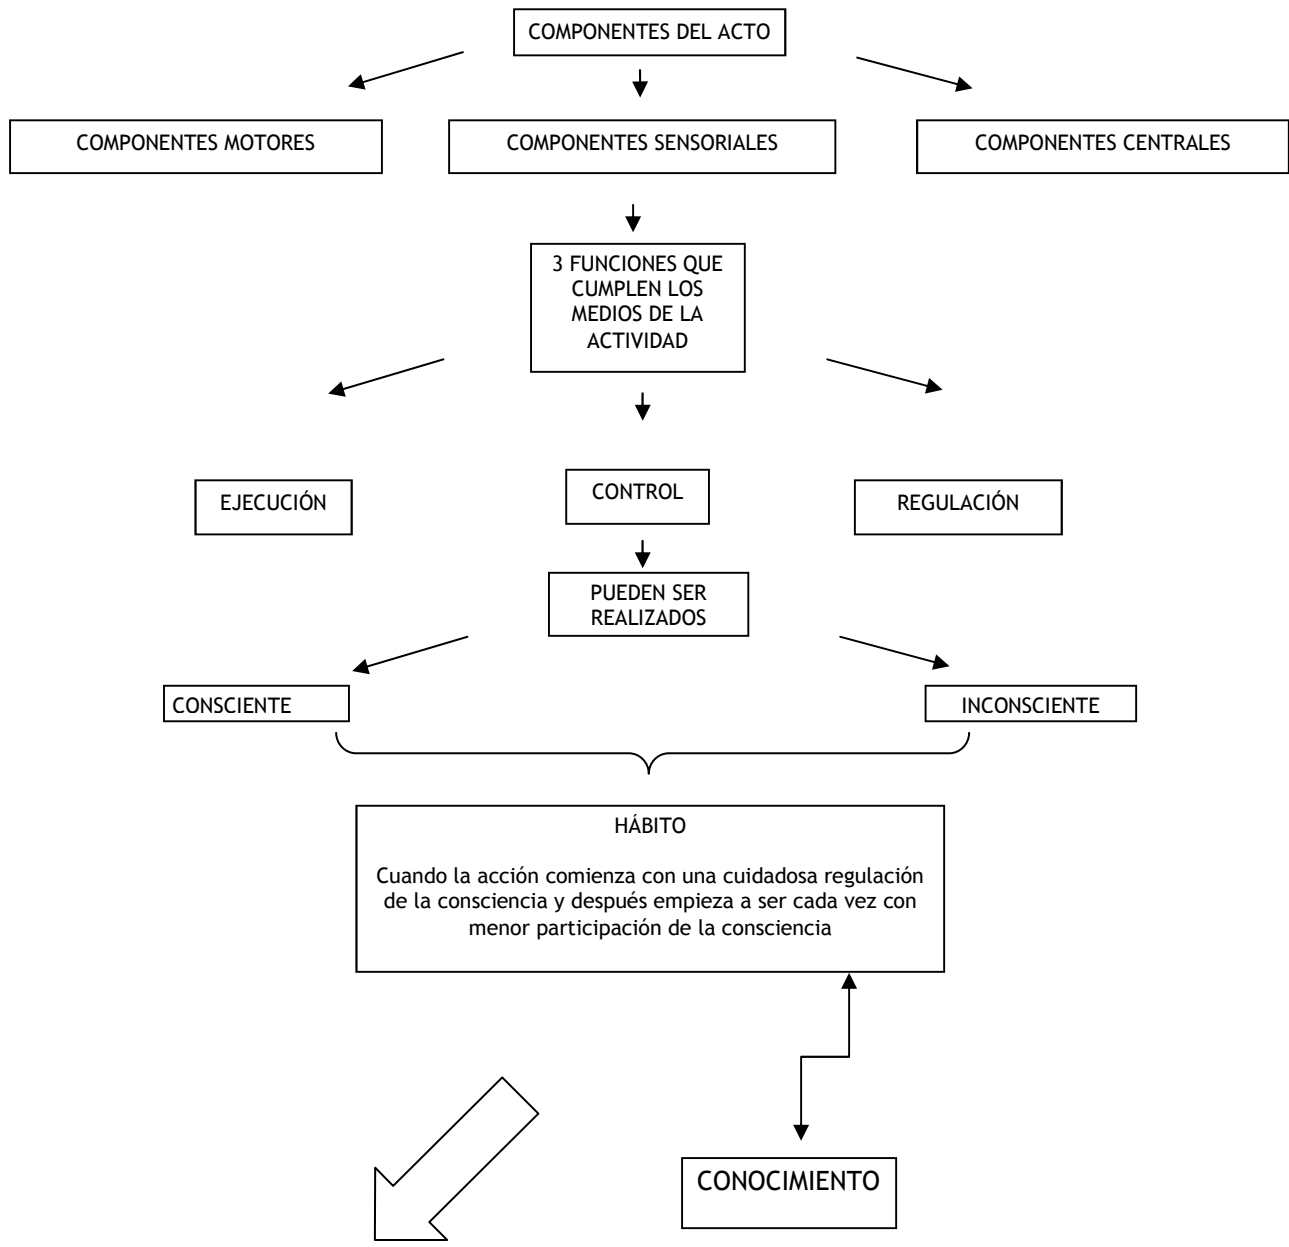 COMPONENTES DEL ACTO
COMPONENTES MOTORES
COMPONENTES SENSORIALES
COMPONENTES CENTRALES
3 FUNCIONES QUE
CUMPLEN LOS
MEDIOS DE LA
ACTIVIDAD
EJECUCIÓN
CONTROL
REGULACIÓN
PUEDEN SER
REALIZADOS
CONSCIENTE
INCONSCIENTE
HÁBITO
Cuando la acción comienza con una cuidadosa regulación
de la consciencia y después empieza a ser cada vez con
menor participación de la consciencia
CONOCIMIENTO